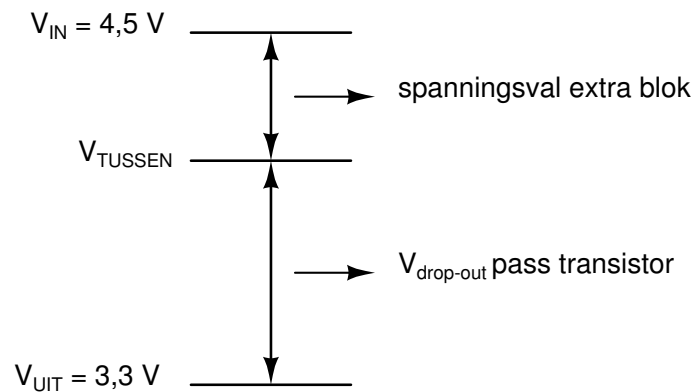 V_IN = 4,5 V
spanningsval extra blok
V_TUSSEN
V_drop-out pass transistor
V_UIT = 3,3 V